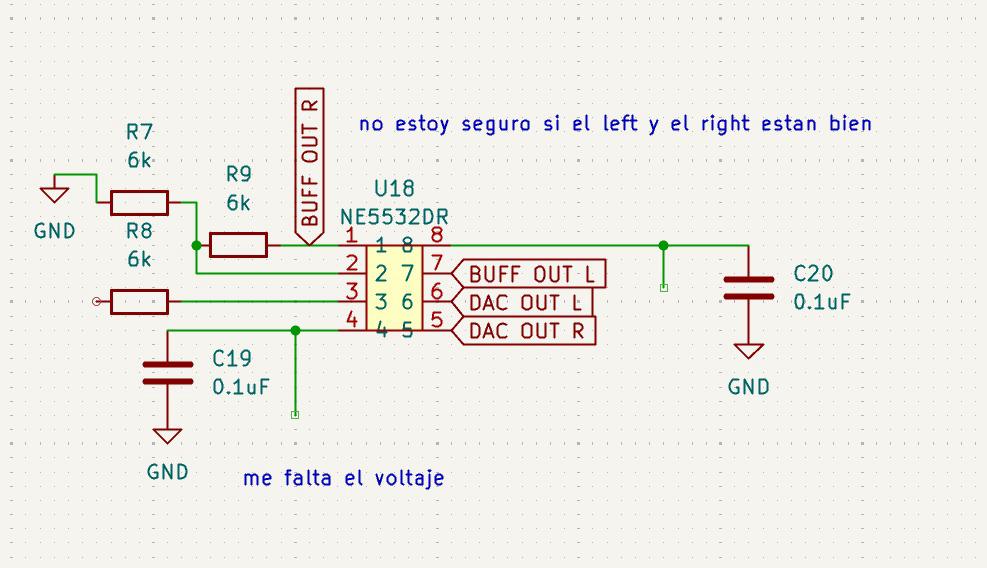 no estoy seguro si el left y el right estan bien
R7
6k
R9
6k
BUFF OUT R
U18
NE5532DR
GND
R8
6k
1 1 8 8
2 2 7 7 BUFF OUT L
3 3 6 6 DAC OUT L
4 4 5 5 DAC OUT R
C20
0.1uF
GND
C19
0.1uF
GND
me falta el voltaje